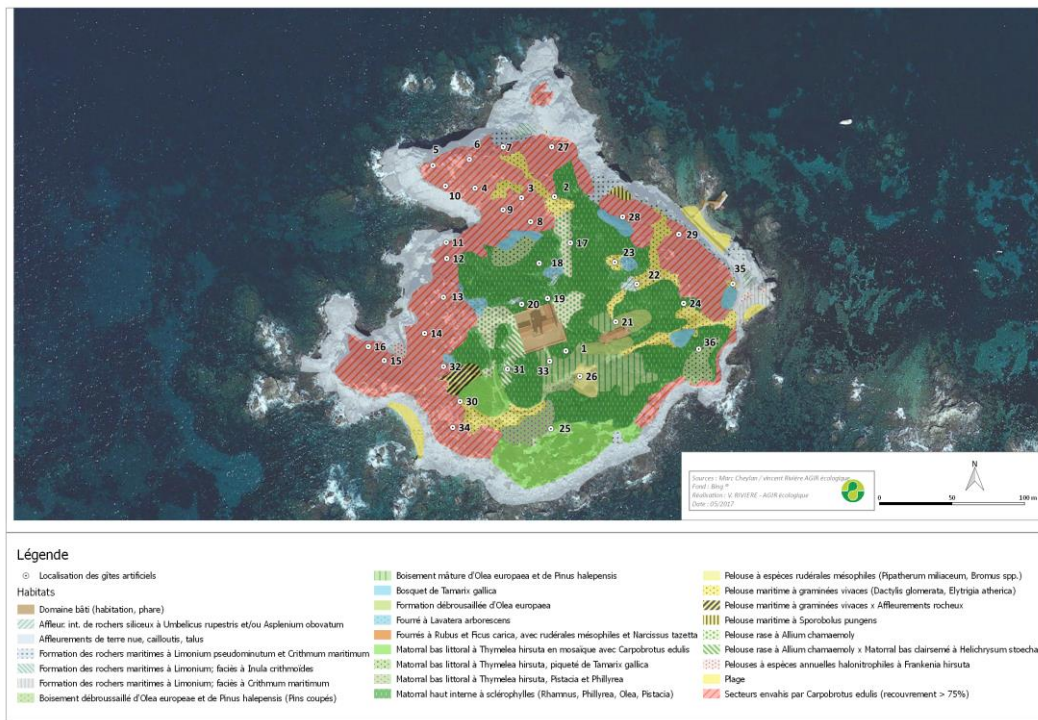 5
6
7
27
10
4
3
2
9
8
28
11
12
17
29
18
23
35
22
13
19
20
24
21
14
16
15
1
36
32
31
33
26
30
34
25
Sources : Marc Cheylan / vincent Rivière AGIR écologique
Fond : Bing ®
Réalisation : V. RIVIERE - AGIR écologique
Date : 05/2017
N
0 50 100 m
Légende
Localisation des gîtes artificiels
Habitats
Domaine bâti (habitation, phare)
Affleur. int. de rochers siliceux à Umbelicus rupestris et/ou Asplenium obovatum
Affleurements de terre nue, cailloutis, talus
Formation des rochers maritimes à Limonium pseudominutum et Crithmum maritimum
Formation des rochers maritimes à Limonium; faciès à Inula crithmoïdes
Formation des rochers maritimes à Limonium; faciès à Crithmum maritimum
Boisement débroussaillé d'Olea europeae et de Pinus halepensis (Pins coupés)
Boisement mâture d'Olea europaea et de Pinus halepensis
Bosquet de Tamarix gallica
Formation débrousaillée d'Olea europaea
Fourré à Lavatera arborescens
Fourrés à Rubus et Ficus carica, avec rudérales mésophiles et Narcissus tazetta
Matorral bas littoral à Thymelea hirsuta en mosaïque avec Carpobrotus edulis
Matorral bas littoral à Thymelea hirsuta, piqueté de Tamarix gallica
Matorral bas littoral à Thymelea hirsuta, Pistacia et Phillyrea
Matorral haut interne à sclérophylles (Rhamnus, Phillyrea, Olea, Pistacia)
Pelouse à espèces rudérales mésophiles (Pipatherum miliaceum, Bromus spp.)
Pelouse maritime à graminées vivaces (Dactylis glomerata, Elytrigia atherica)
Pelouse maritime à graminées vivaces x Affleurements rocheux
Pelouse maritime à Sporobolus pungens
Pelouse rase à Allium chamaemoly
Pelouse rase à Allium chamaemoly x Matorral bas clairsemé à Helichrysum stoecha
Pelouses à espèces annuelles halonitrophiles à Frankenia hirsuta
Plage
Secteurs envahis par Carpobrotus edulis (recouvrement > 75%)